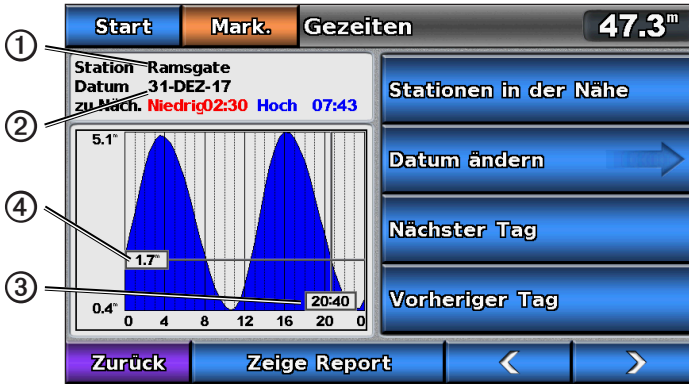 Start Mark. Gezeiten 47.3m
① Station Ramsgate
② Datum 31-DEZ-17
zu Näch. Niedrig02:30 Hoch 07:43
5.1m
④ 1.7m
③ 20:40
0.4m
0 4 8 12 16 20 0
Stationen in der Nähe
Datum ändern
Nächster Tag
Vorheriger Tag
Zurück Zeige Report